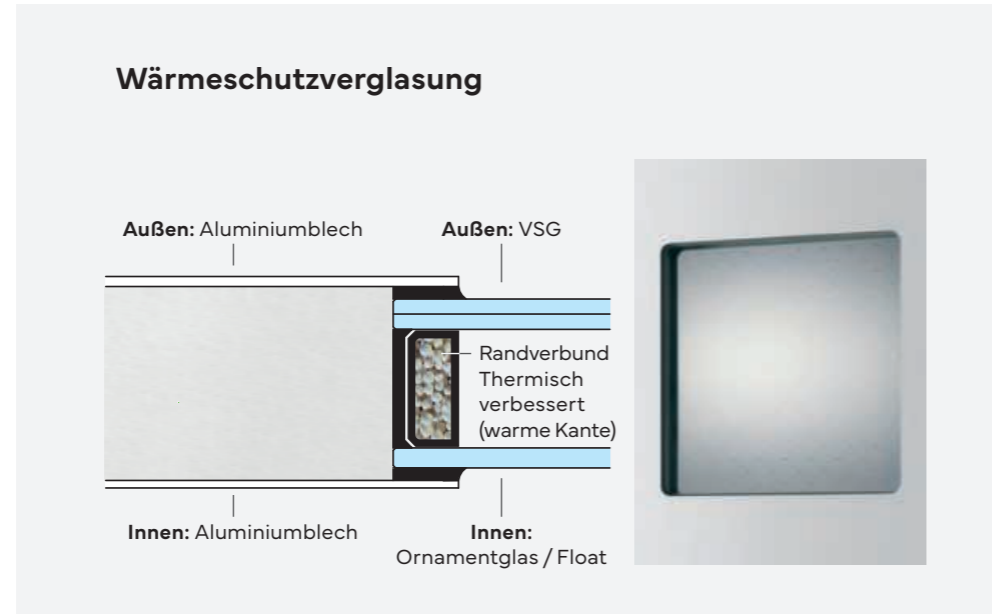 Wärmeschutzverglasung
Außen: Aluminiumblech
Außen: VSG
Randverbund
Thermisch
verbessert
(warme Kante)
Innen: Aluminiumblech
Innen:
Ornamentglas / Float